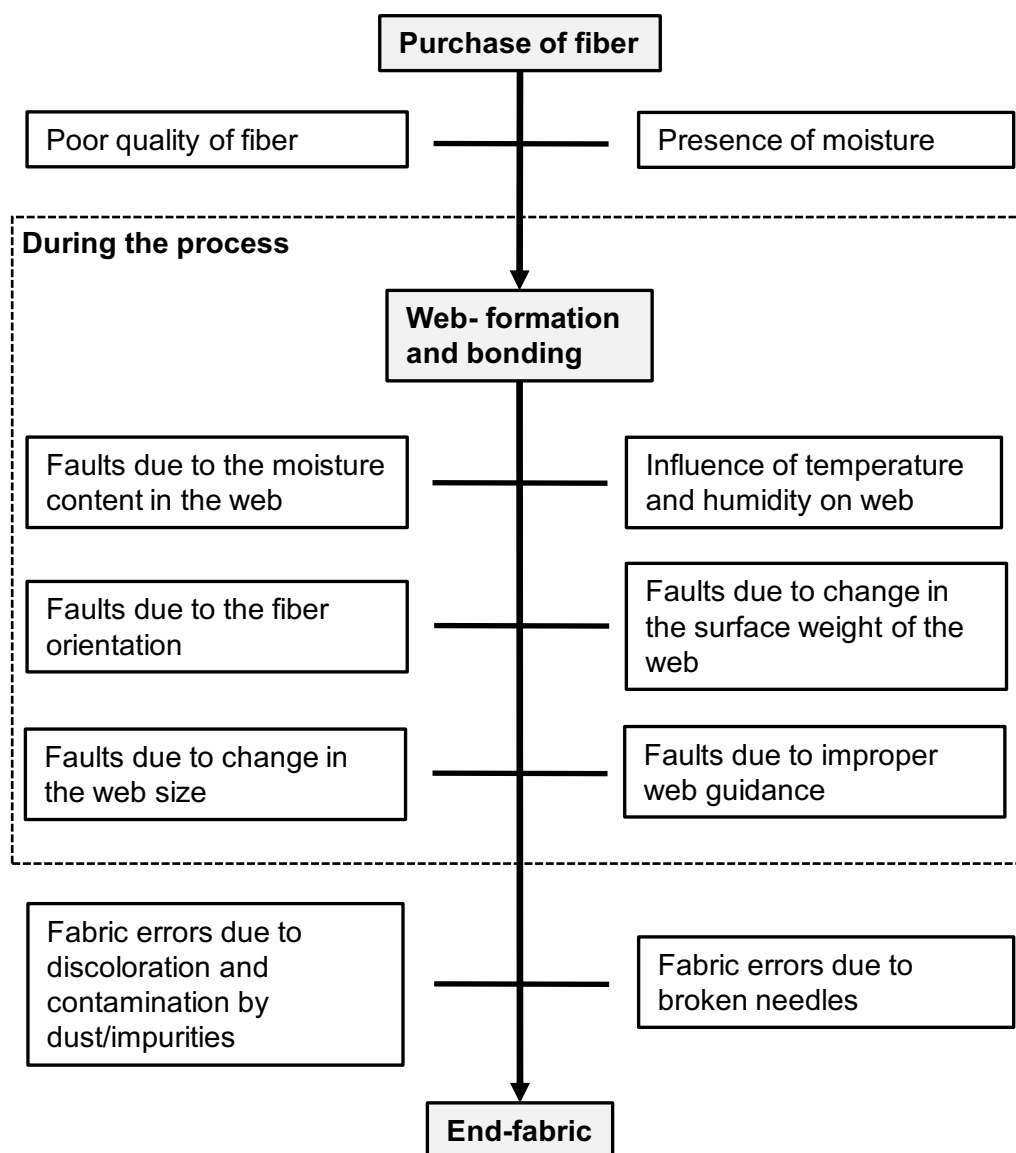 Purchase of fiber
Poor quality of fiber
Presence of moisture
During the process
Web- formation
and bonding
Faults due to the moisture
content in the web
Influence of temperature
and humidity on web
Faults due to the fiber
orientation
Faults due to change in
the surface weight of the
web
Faults due to change in
the web size
Faults due to improper
web guidance
Fabric errors due to
discoloration and
contamination by
dust/impurities
Fabric errors due to
broken needles
End-fabric